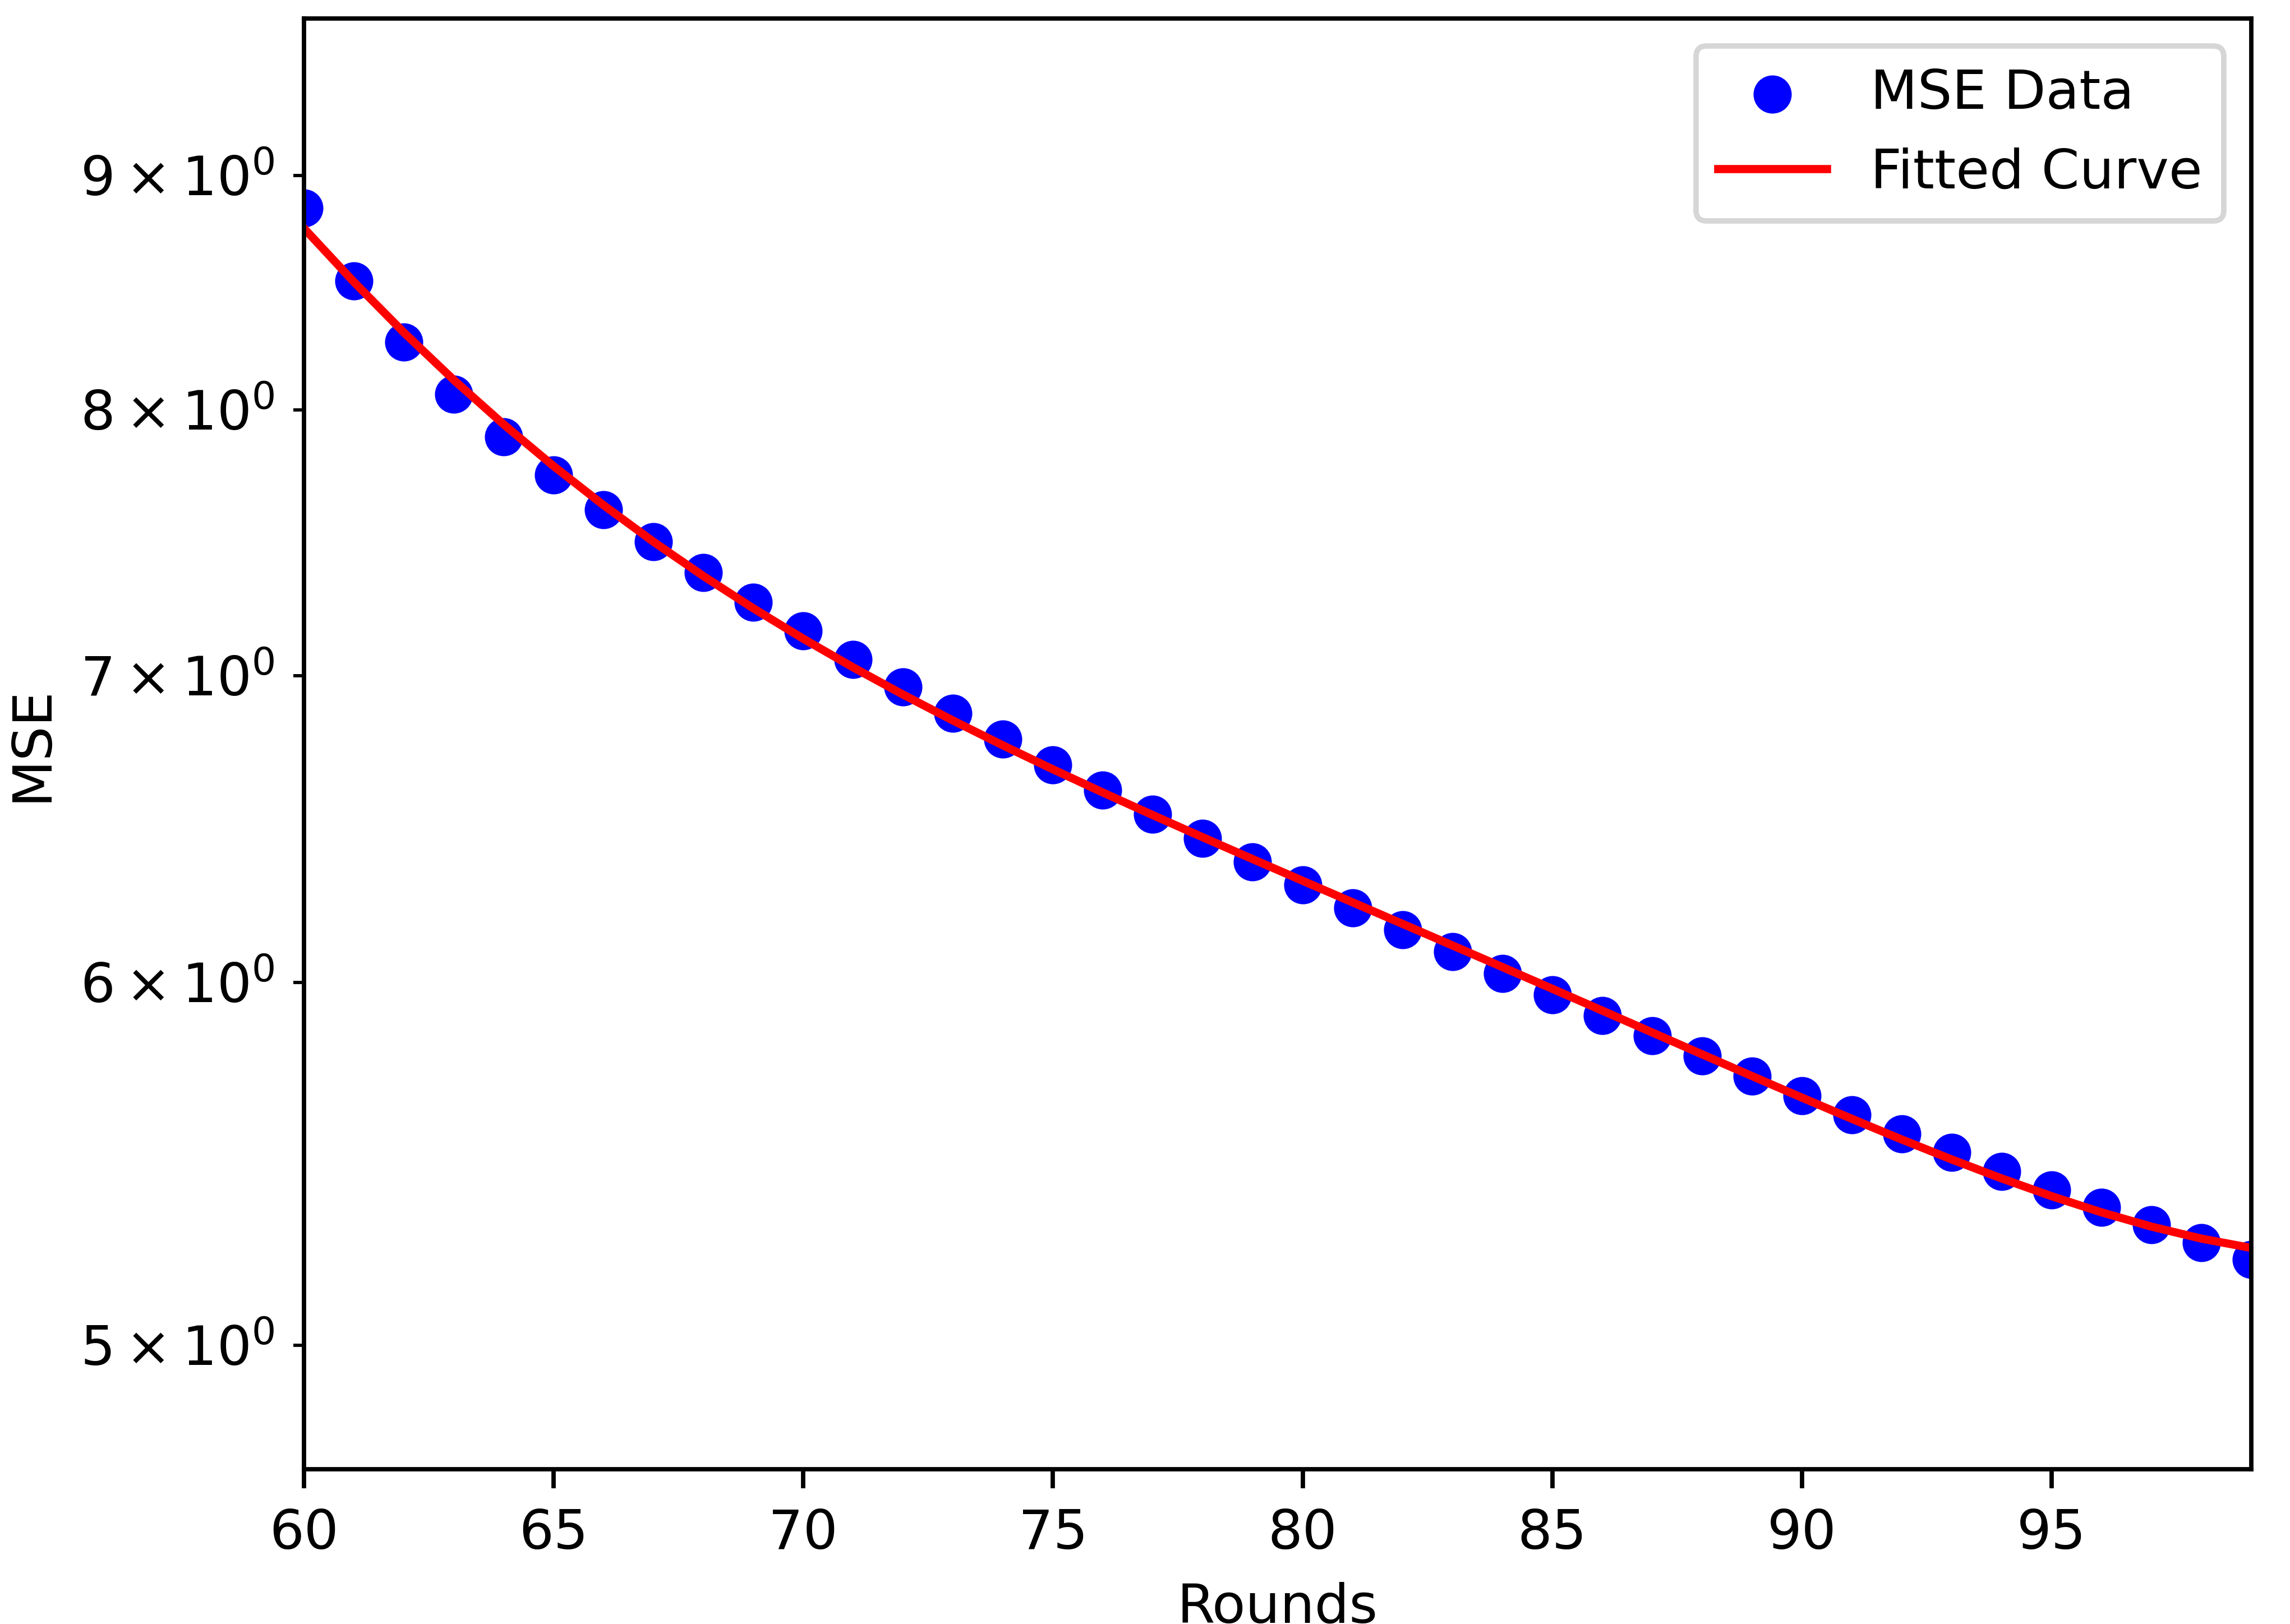 MSE Data
Fitted Curve
9 × 10⁰
8 × 10⁰
7 × 10⁰
6 × 10⁰
5 × 10⁰
MSE
60 65 70 75 80 85 90 95
Rounds